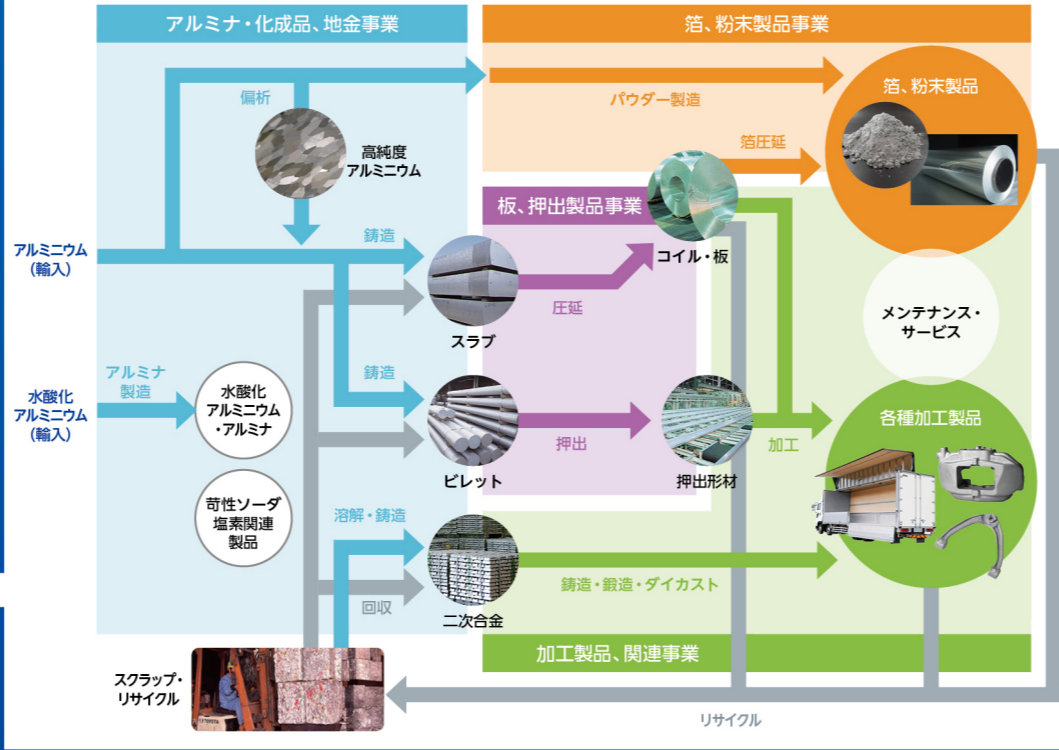 アルミナ・化成品、地金事業
箔、粉末製品事業
偏析
高純度
アルミニウム
パウダー製造
箔圧延
箔、粉末製品
板、押出製品事業
コイル・板
アルミニウム
（輸入）
鋳造
スラブ
圧延
メンテナンス・
サービス
水酸化
アルミニウム
（輸入）
アルミナ
製造
水酸化
アルミニウム
・アルミナ
鋳造
ビレット
押出
押出形材
加工
各種加工製品
苛性ソーダ
塩素関連
製品
溶解・鋳造
回収
二次合金
鋳造・鍛造・ダイカスト
加工製品、関連事業
スクラップ・
リサイクル
リサイクル